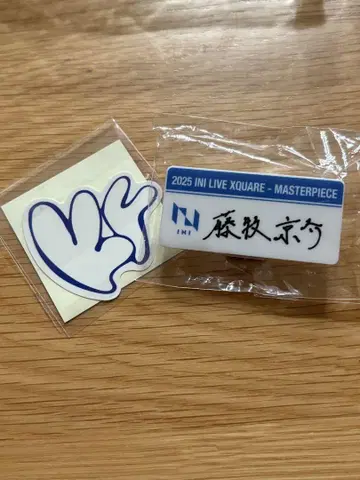 2025 INI LIVE XQUARE - MASTERPIECE
INI
藤牧 京介